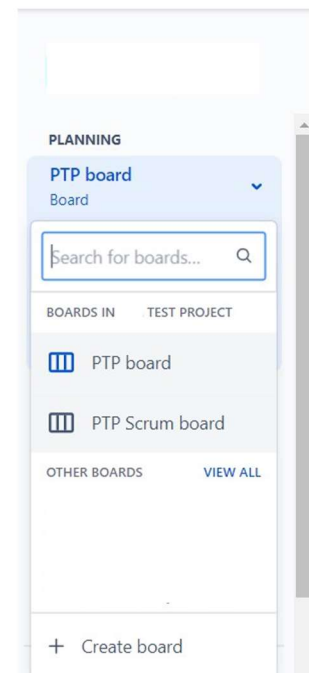 PLANNING
PTP board
Board
Search for boards...
BOARDS IN TEST PROJECT
PTP board
PTP Scrum board
OTHER BOARDS VIEW ALL
+ Create board